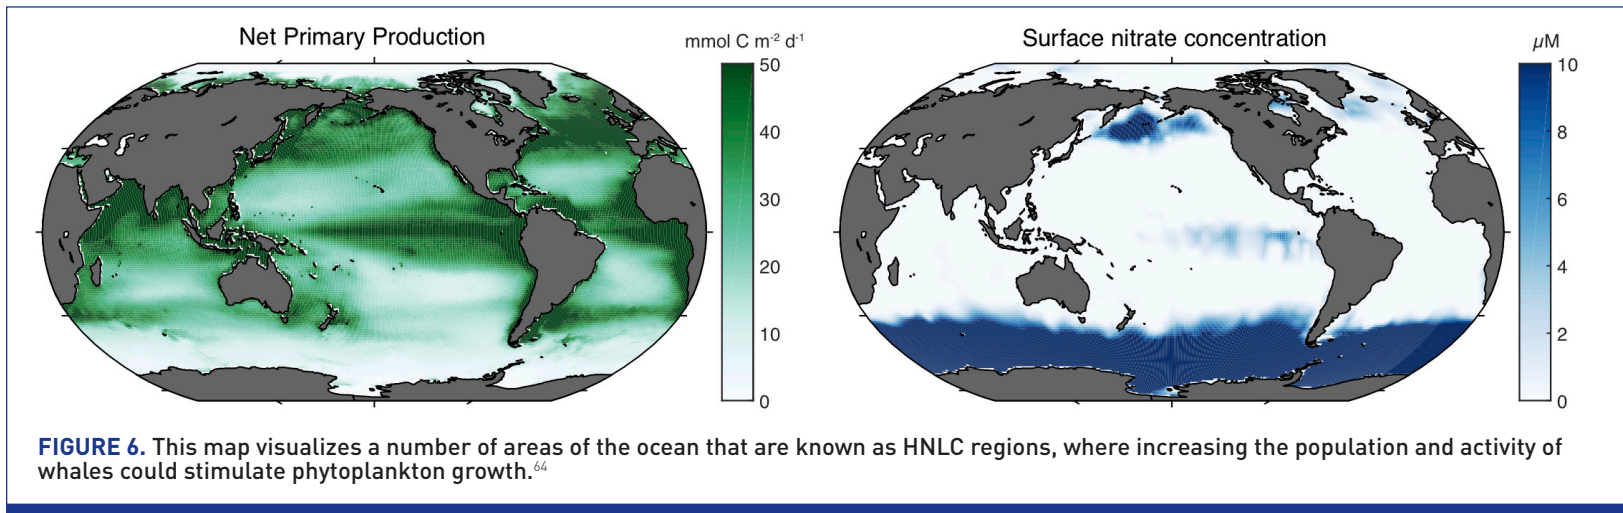 Net Primary Production
mmol C m⁻² d⁻¹
50
40
30
20
10
0
Surface nitrate concentration
µM
10
8
6
4
2
0
FIGURE 6. This map visualizes a number of areas of the ocean that are known as HNLC regions, where increasing the population and activity of
whales could stimulate phytoplankton growth.⁶⁴